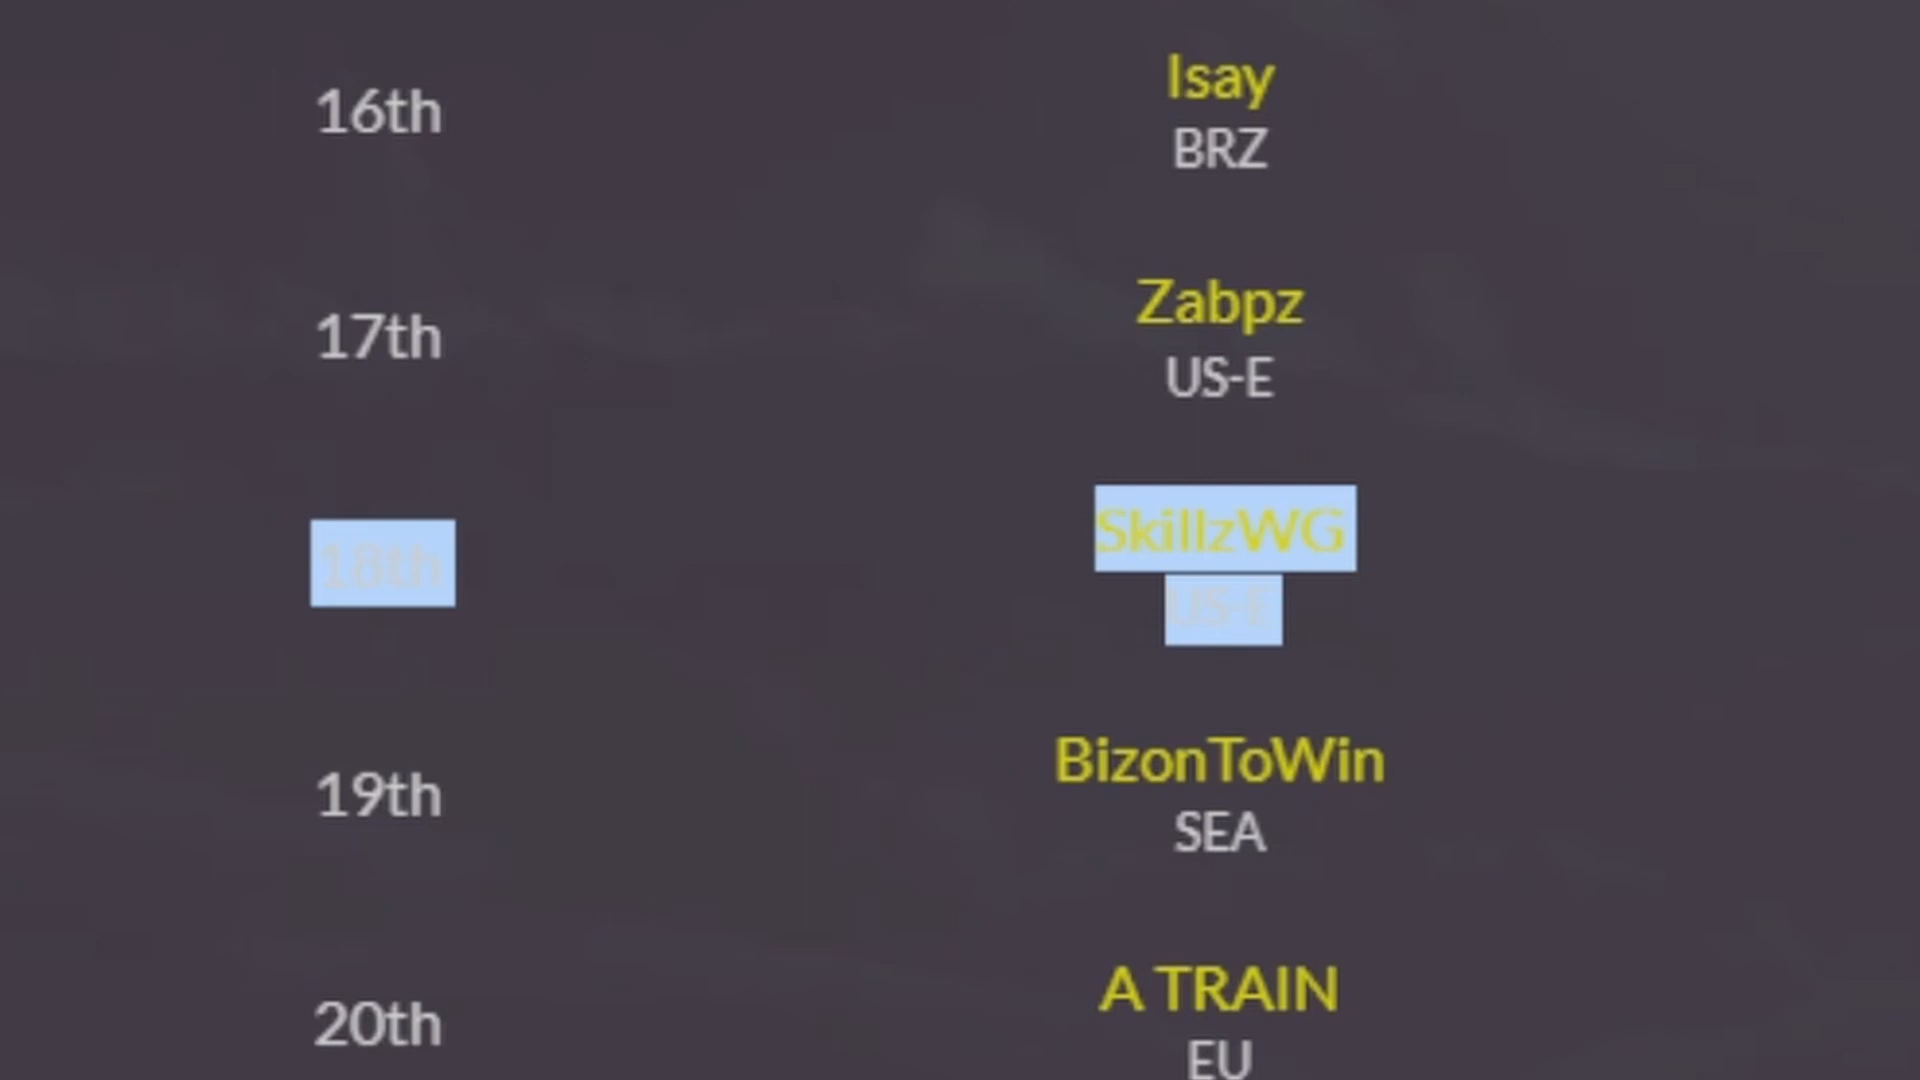 16th
Isay
BRZ
17th
Zabpz
US-E
18th
SkillzWG
US-E
19th
BizonToWin
SEA
20th
A TRAIN
EU